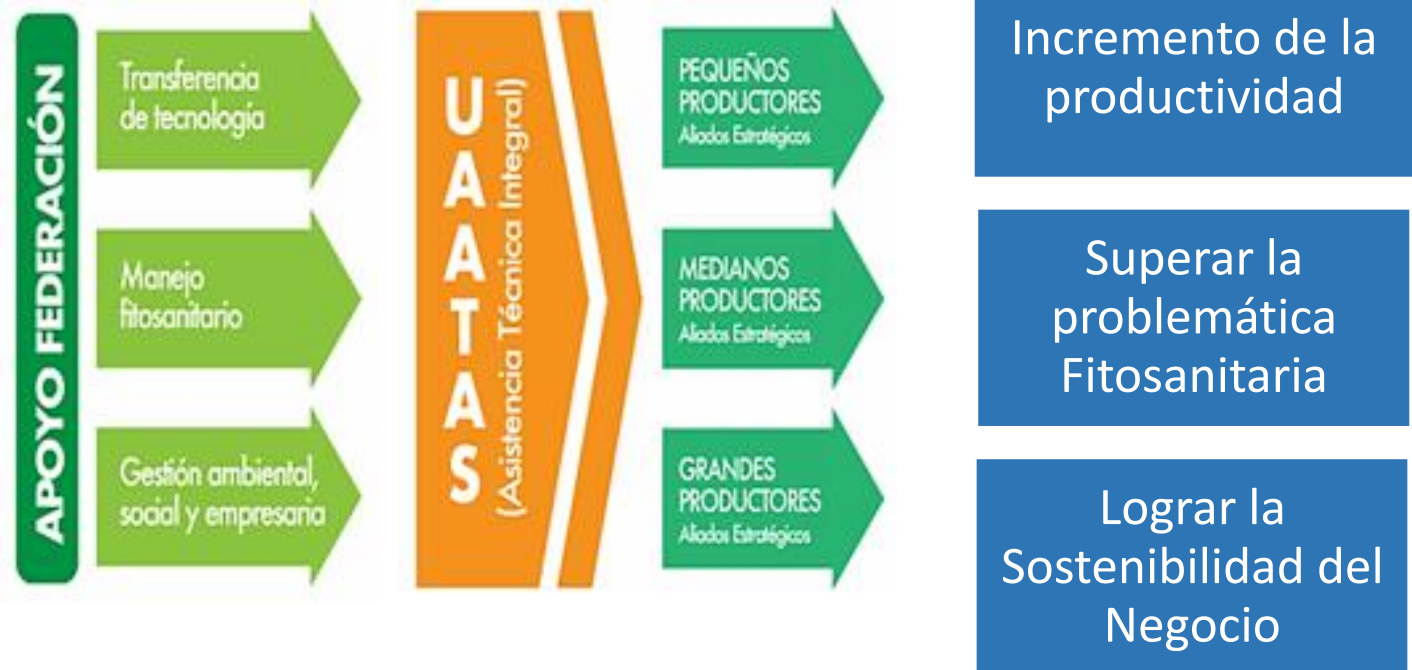 APOYO FEDERACIÓN
Transferencia
de tecnología
Manejo
fitosanitario
Gestión ambiental,
social y empresaria
UAATAS
(Asistencia Técnica Integral)
PEQUEÑOS
PRODUCTORES
Aliados Estratégicos
MEDIANOS
PRODUCTORES
Aliados Estratégicos
GRANDES
PRODUCTORES
Aliados Estratégicos
Incremento de la
productividad
Superar la
problemática
Fitosanitaria
Lograr la
Sostenibilidad del
Negocio